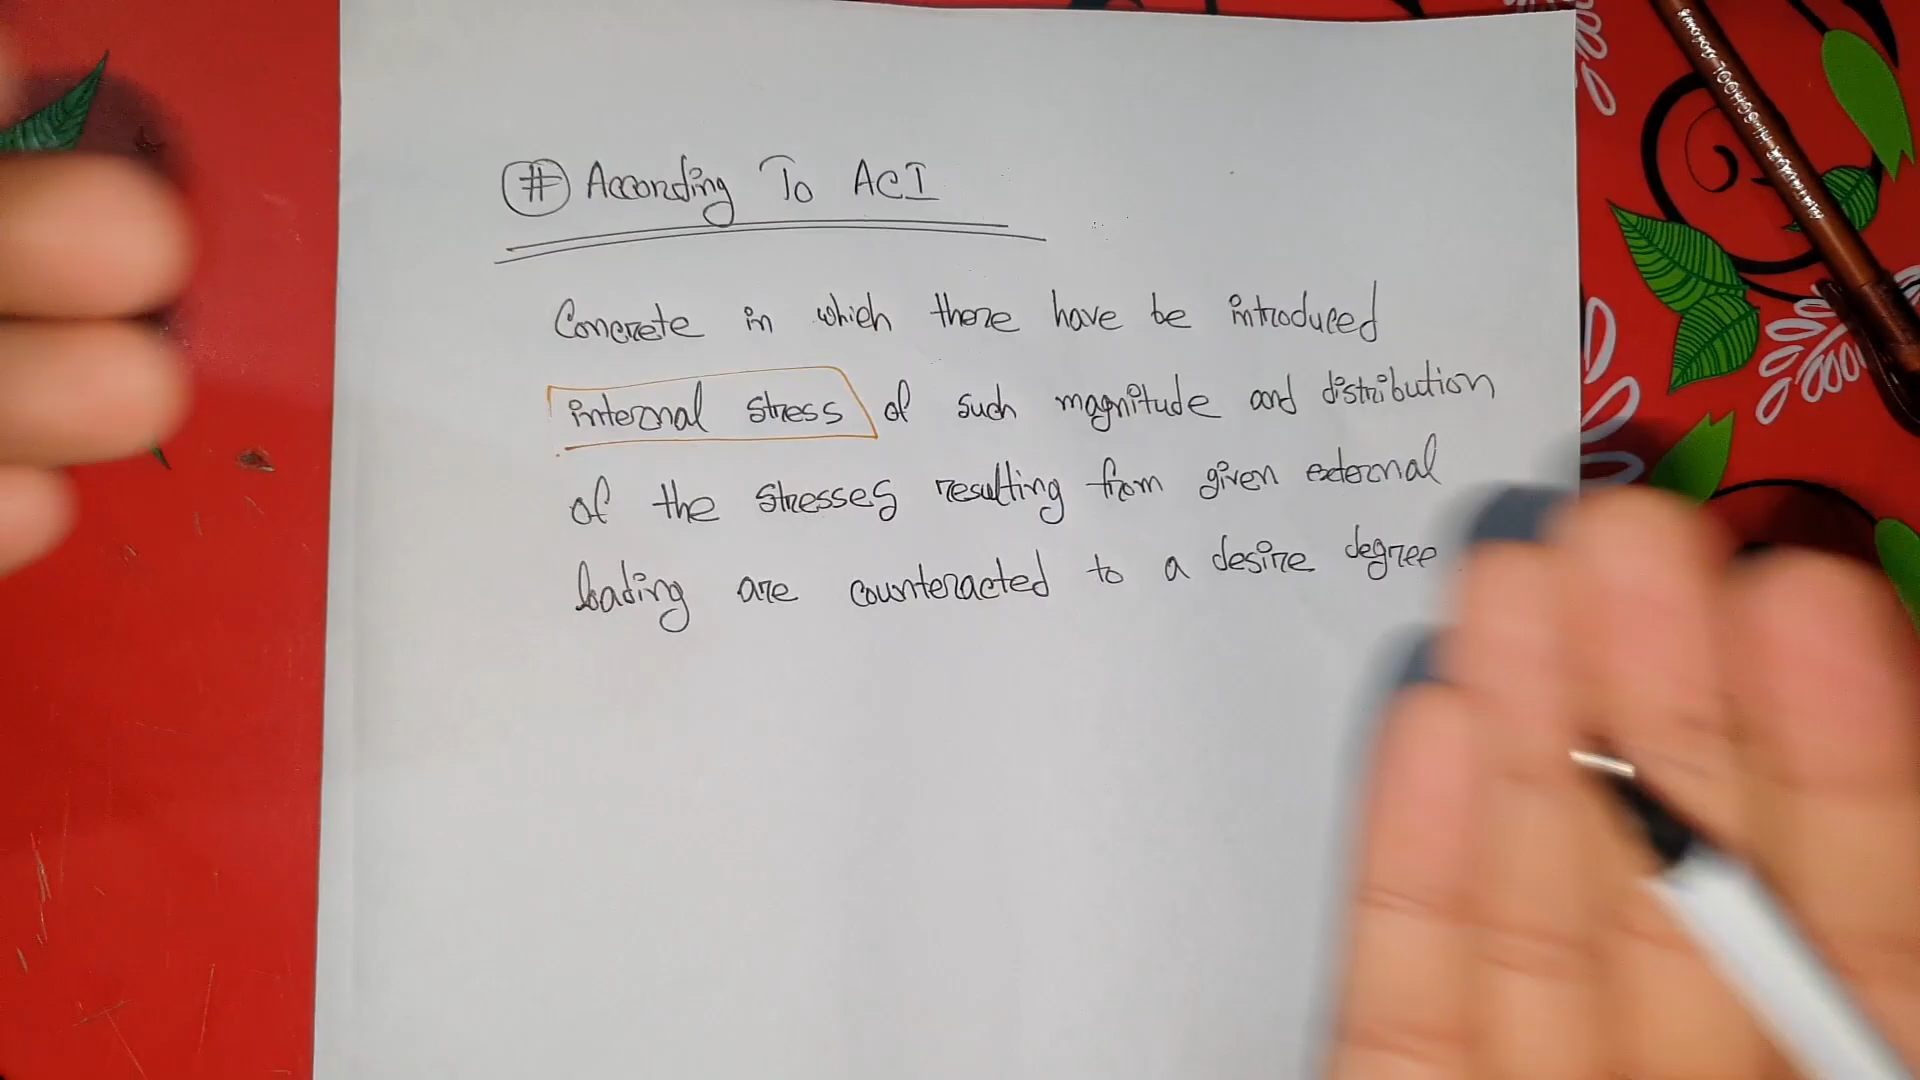 # According To ACI
Concrete in which there have be introduced
internal stress of such magnitude and distribution
of the stresses resulting from given external
loading are counteracted to a desire degree